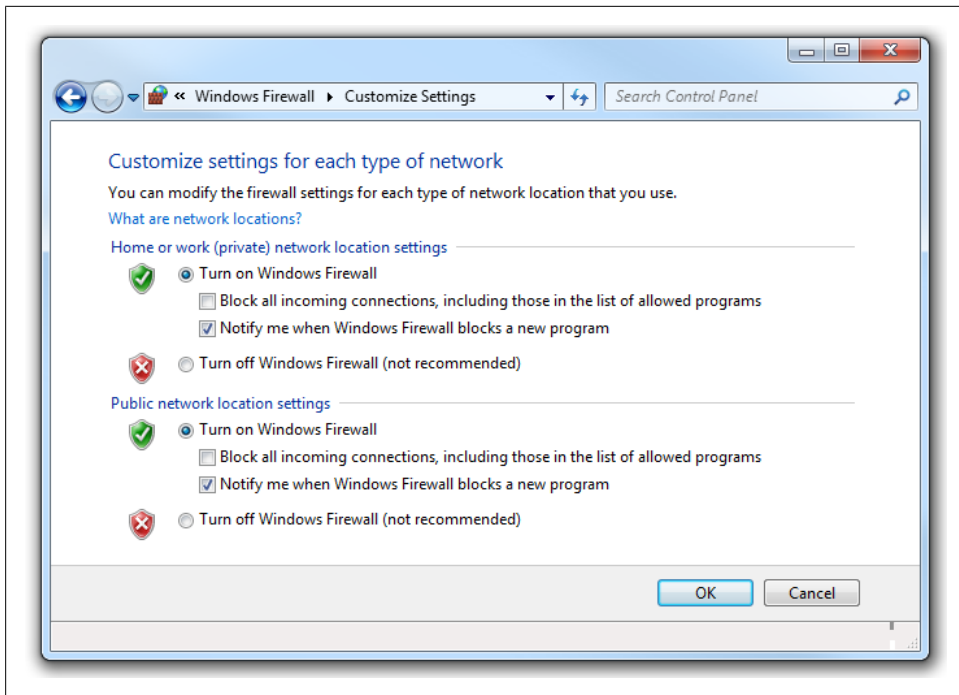 « Windows Firewall ▸ Customize Settings
Search Control Panel
Customize settings for each type of network
You can modify the firewall settings for each type of network location that you use.
What are network locations?
Home or work (private) network location settings
Turn on Windows Firewall
Block all incoming connections, including those in the list of allowed programs
Notify me when Windows Firewall blocks a new program
Turn off Windows Firewall (not recommended)
Public network location settings
Turn on Windows Firewall
Block all incoming connections, including those in the list of allowed programs
Notify me when Windows Firewall blocks a new program
Turn off Windows Firewall (not recommended)
OK
Cancel